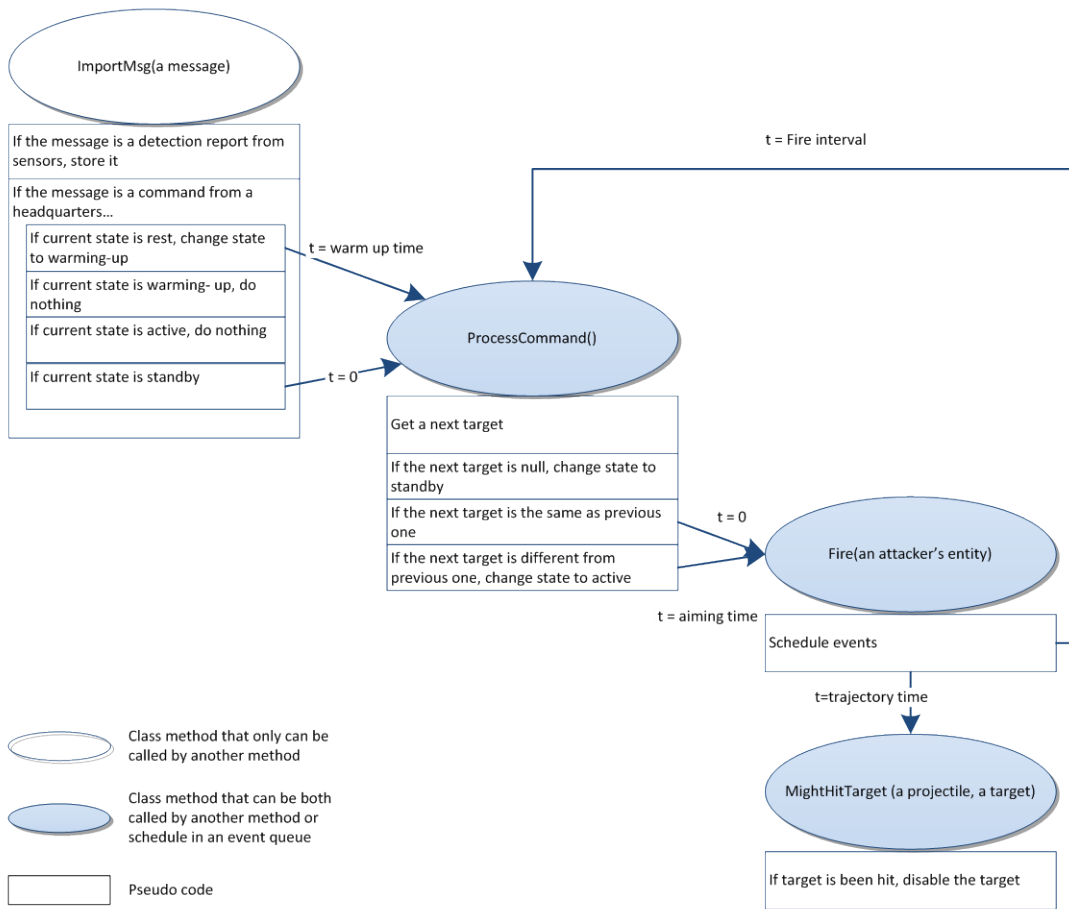 ImportMsg(a message)
If the message is a detection report from
sensors, store it
If the message is a command from a
headquarters...
If current state is rest, change state
to warming-up
If current state is warming- up, do
nothing
If current state is active, do nothing
If current state is standby
t = warm up time
t = 0
t = Fire interval
ProcessCommand()
Get a next target
If the next target is null, change state to
standby
If the next target is the same as previous
one
If the next target is different from
previous one, change state to active
t = 0
t = aiming time
Fire(an attacker's entity)
Schedule events
t=trajectory time
MightHitTarget (a projectile, a target)
If target is been hit, disable the target
Class method that only can be
called by another method
Class method that can be both
called by another method or
schedule in an event queue
Pseudo code